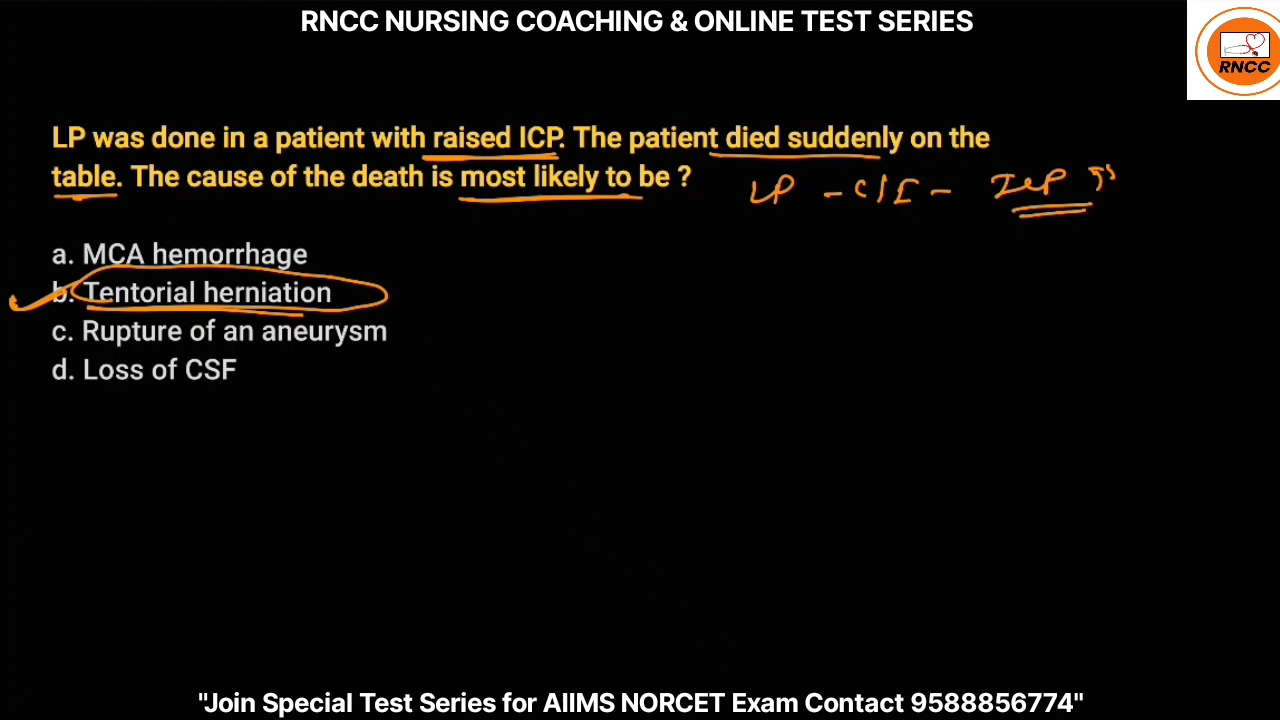 RNCC NURSING COACHING & ONLINE TEST SERIES
RNCC
LP was done in a patient with raised ICP. The patient died suddenly on the
table. The cause of the death is most likely to be ?
LP - C/I - ICP ↑↑
a. MCA hemorrhage
b. Tentorial herniation
c. Rupture of an aneurysm
d. Loss of CSF
"Join Special Test Series for AIIMS NORCET Exam Contact 9588856774"